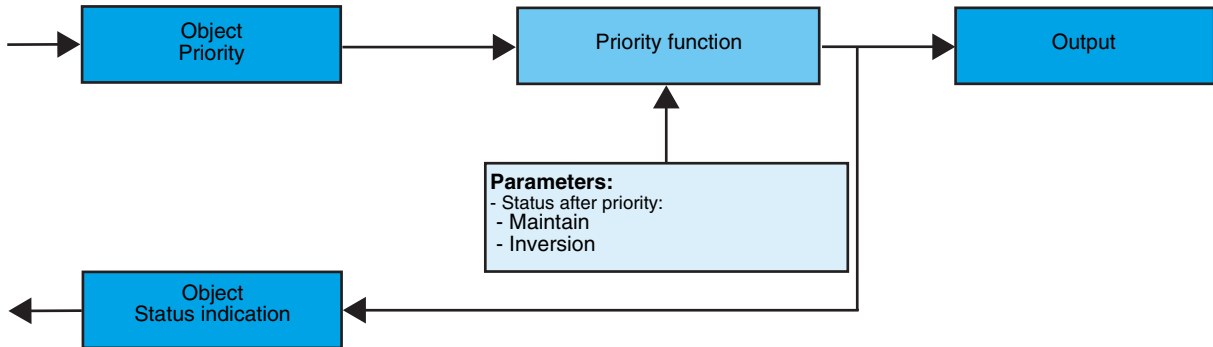 Object
Priority
Priority function
Output
Parameters:
- Status after priority:
- Maintain
- Inversion
Object
Status indication